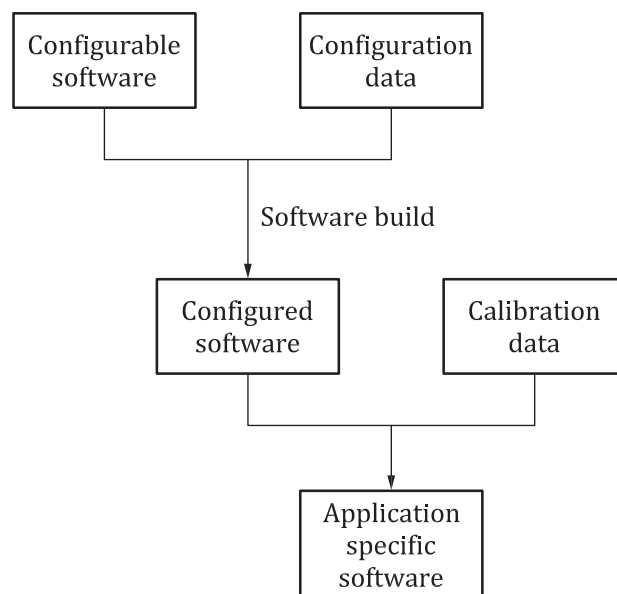 Configurable
software
Configuration
data
Software build
Configured
software
Calibration
data
Application
specific
software